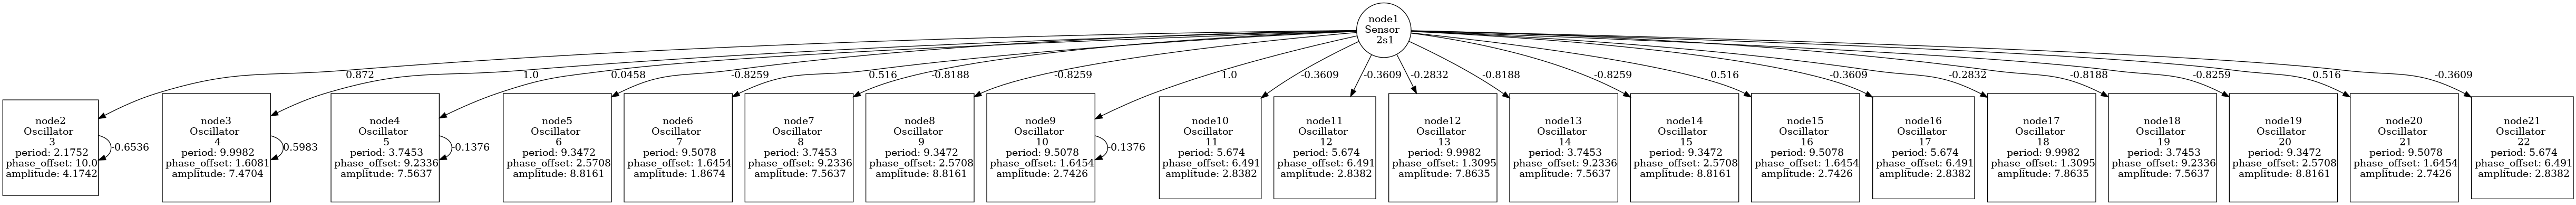 node1
Sensor
2s1
0.872
1.0
0.0458
-0.8259
0.516
-0.8188
-0.8259
1.0
-0.3609
-0.3609
-0.2832
-0.8188
-0.8259
0.516
-0.3609
-0.2832
-0.8188
-0.8259
0.516
-0.3609
node2
Oscillator
3
period: 2.1752
phase_offset: 10.0
amplitude: 4.1742
-0.6536
node3
Oscillator
4
period: 9.9982
phase_offset: 1.6081
amplitude: 7.4704
0.5983
node4
Oscillator
5
period: 3.7453
phase_offset: 9.2336
amplitude: 7.5637
-0.1376
node5
Oscillator
6
period: 9.3472
phase_offset: 2.5708
amplitude: 8.8161
node6
Oscillator
7
period: 9.5078
phase_offset: 1.6454
amplitude: 1.8674
node7
Oscillator
8
period: 3.7453
phase_offset: 9.2336
amplitude: 7.5637
node8
Oscillator
9
period: 9.3472
phase_offset: 2.5708
amplitude: 8.8161
node9
Oscillator
10
period: 9.5078
phase_offset: 1.6454
amplitude: 2.7426
-0.1376
node10
Oscillator
11
period: 5.674
phase_offset: 6.491
amplitude: 2.8382
node11
Oscillator
12
period: 5.674
phase_offset: 6.491
amplitude: 2.8382
node12
Oscillator
13
period: 9.9982
phase_offset: 1.3095
amplitude: 7.8635
node13
Oscillator
14
period: 3.7453
phase_offset: 9.2336
amplitude: 7.5637
node14
Oscillator
15
period: 9.3472
phase_offset: 2.5708
amplitude: 8.8161
node15
Oscillator
16
period: 9.5078
phase_offset: 1.6454
amplitude: 2.7426
node16
Oscillator
17
period: 5.674
phase_offset: 6.491
amplitude: 2.8382
node17
Oscillator
18
period: 9.9982
phase_offset: 1.3095
amplitude: 7.8635
node18
Oscillator
19
period: 3.7453
phase_offset: 9.2336
amplitude: 7.5637
node19
Oscillator
20
period: 9.3472
phase_offset: 2.5708
amplitude: 8.8161
node20
Oscillator
21
period: 9.5078
phase_offset: 1.6454
amplitude: 2.7426
node21
Oscillator
22
period: 5.674
phase_offset: 6.491
amplitude: 2.8382